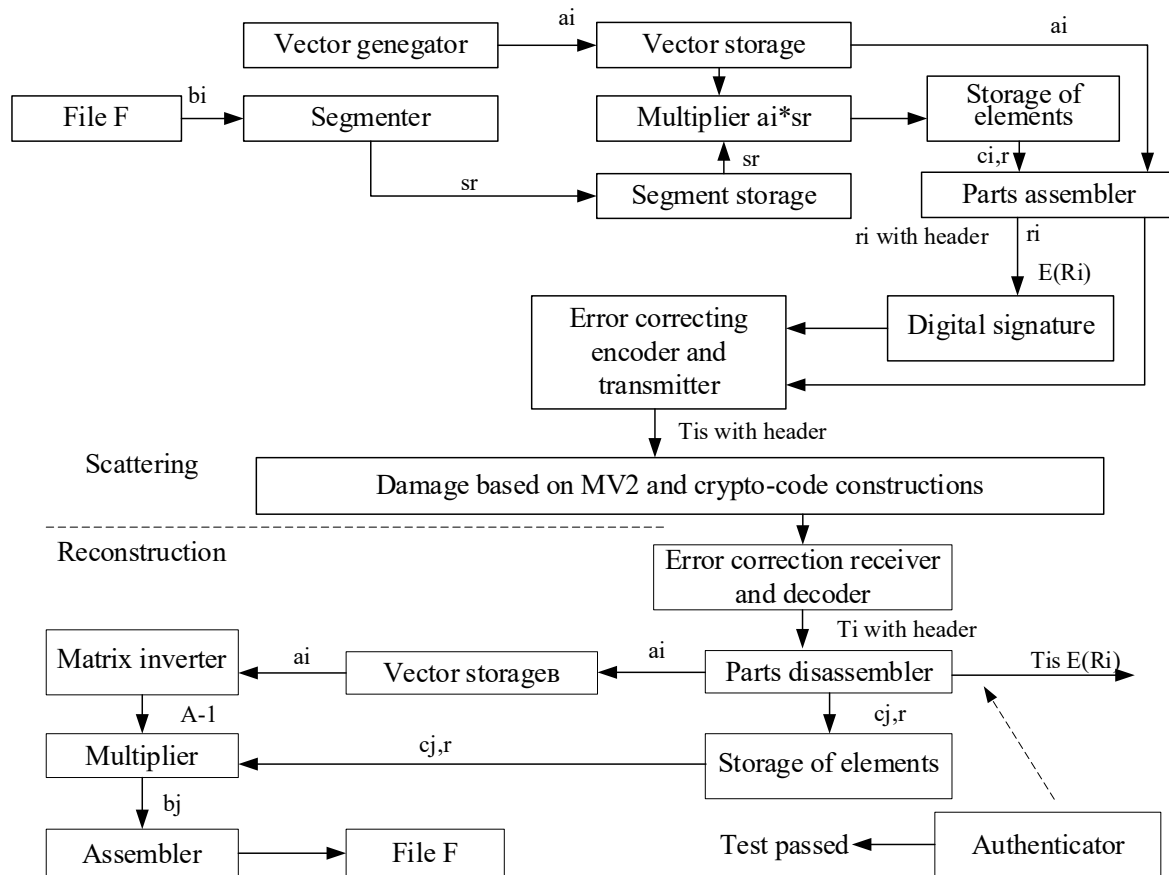 ai
ai
Vector genegator
Vector storage
bi
File F
Segmenter
Multiplier ai*sr
Storage of
elements
sr
sr
ci,r
Segment storage
Parts assembler
ri with header
ri
E(Ri)
Error correcting
encoder and
transmitter
Digital signature
Tis with header
Scattering
Damage based on MV2 and crypto-code constructions
Reconstruction
Error correction receiver
and decoder
Ti with header
Matrix inverter
ai
Vector storageв
ai
Parts disassembler
Tis E(Ri)
A-1
cj,r
Multiplier
cj,r
Storage of elements
bj
Assembler
File F
Test passed
Authenticator